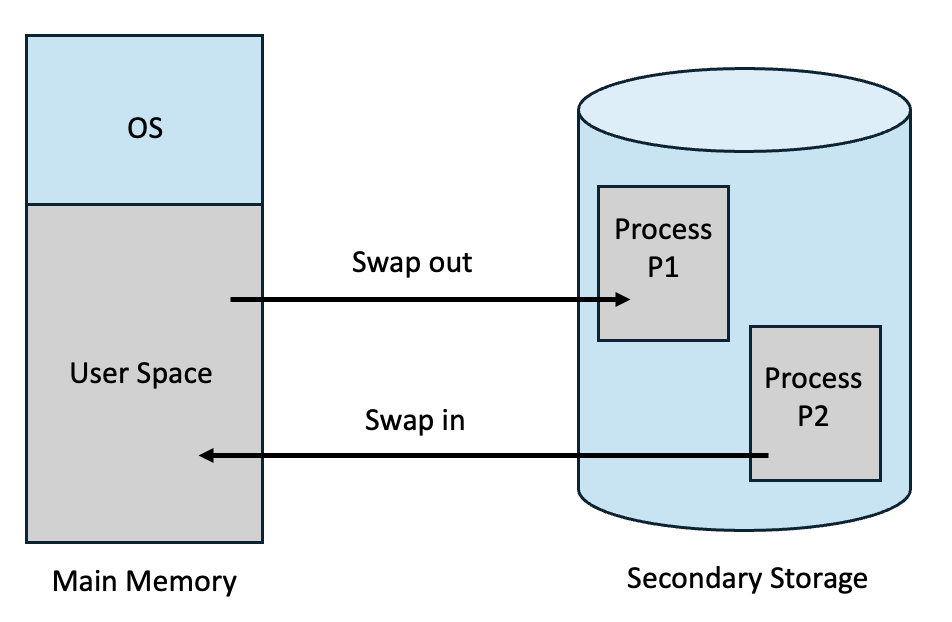 OS
User Space
Main Memory
Swap out
Swap in
Process
P1
Process
P2
Secondary Storage